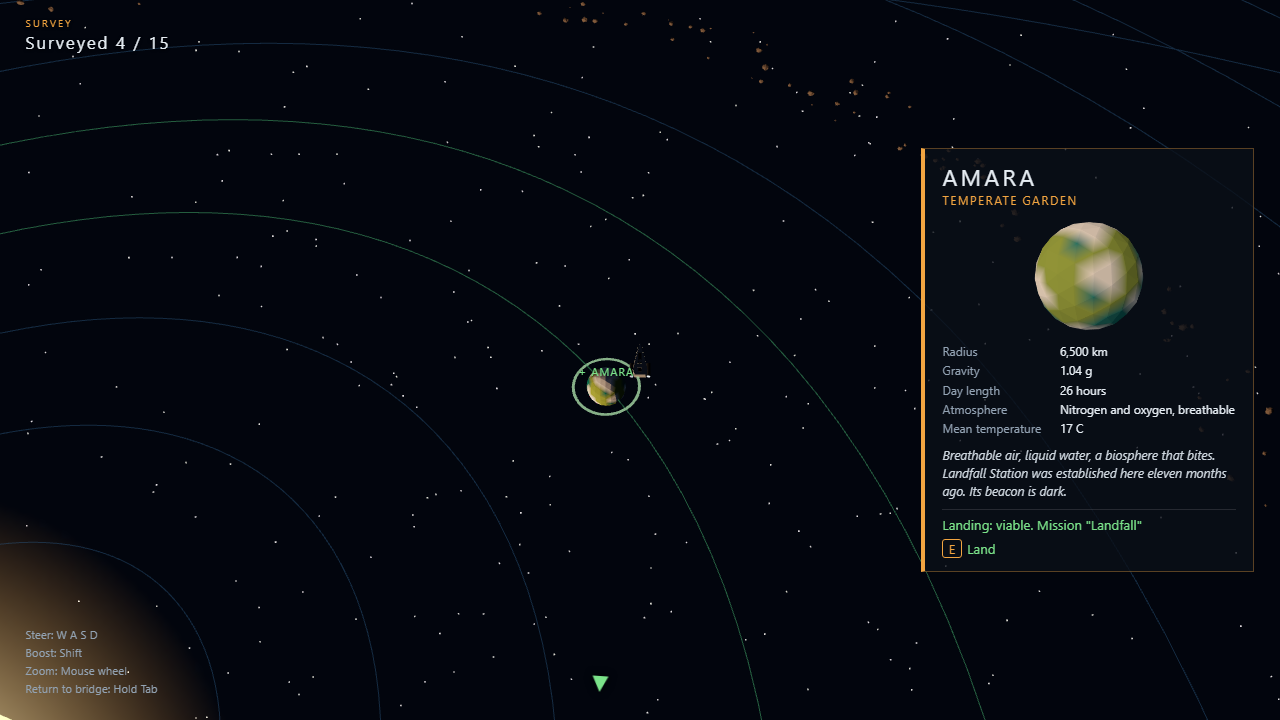 SURVEY
Surveyed 4 / 15
AMARA
TEMPERATE GARDEN
Radius 6,500 km
Gravity 1.04 g
Day length 26 hours
Atmosphere Nitrogen and oxygen, breathable
Mean temperature 17 C
Breathable air, liquid water, a biosphere that bites.
Landfall Station was established here eleven months
ago. Its beacon is dark.
Landing: viable. Mission "Landfall"
E Land
+ AMARA
Steer: W A S D
Boost: Shift
Zoom: Mouse wheel
Return to bridge: Hold Tab